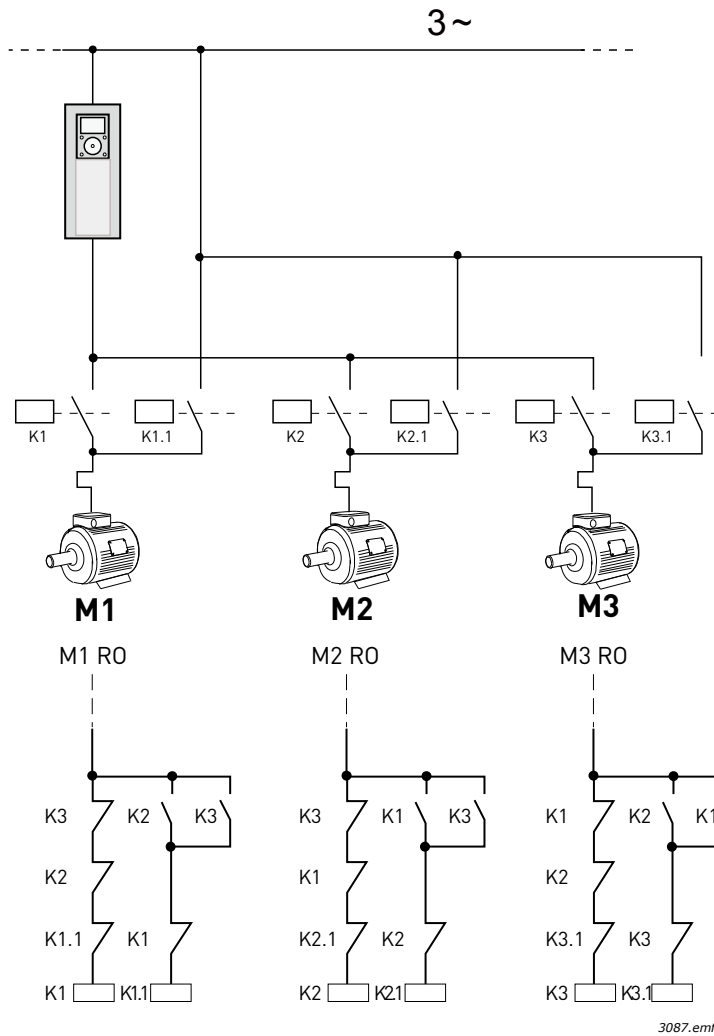 3~
K1 K1.1 K2 K2.1 K3 K3.1
M1 M2 M3
M1 RO M2 RO M3 RO
K3 K2 K3 K3 K1 K3 K1 K2 K1
K2 K1 K2
K1.1 K1 K2.1 K2 K3.1 K3
K1 K1.1 K2 K2.1 K3 K3.1
3087.emf